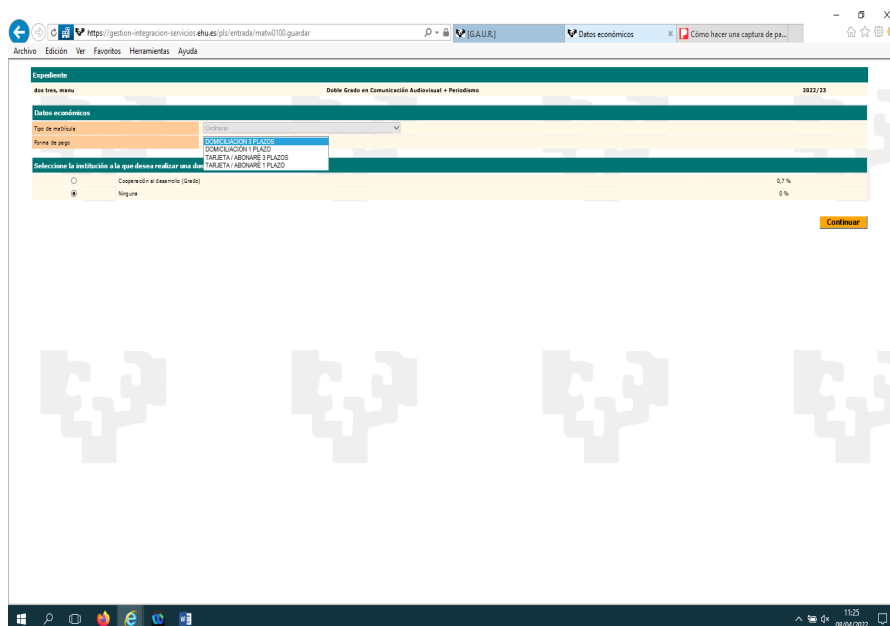 https://gestion-integracion-servicios.ehu.es/pls/entrada/matw0100.guardar
[G.A.U.R.]
Datos económicos
Cómo hacer una captura de pa...
Archivo Edición Ver Favoritos Herramientas Ayuda
Expediente
dos tres, manu Doble Grado en Comunicación Audiovisual + Periodismo 2022/23
Datos económicos
Tipo de matrícula Ordinaria
Forma de pago DOMICILIACION 3 PLAZOS
DOMICILIACIÓN 1 PLAZO
TARJETA / ABONARÉ 3 PLAZOS
TARJETA / ABONARÉ 1 PLAZO
Seleccione la institución a la que desea realizar una don
Cooperación al desarrollo (Grado) 0,7 %
Ninguna 0 %
Continuar
11:25
08/04/2022